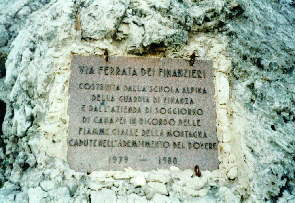 VIA FERRATA DEI FINANZIERI
COSTRUITA DALLA SCUOLA ALPINA
DELLA GUARDIA DI FINANZA
E DALL'AZIENDA DI SOGGIORNO
DI CANAZEI IN RICORDO DELLE
FIAMME GIALLE DELLA MONTAGNA
CADUTE NELL'ADEMPIMENTO DEL DOVERE
1979 - 1980